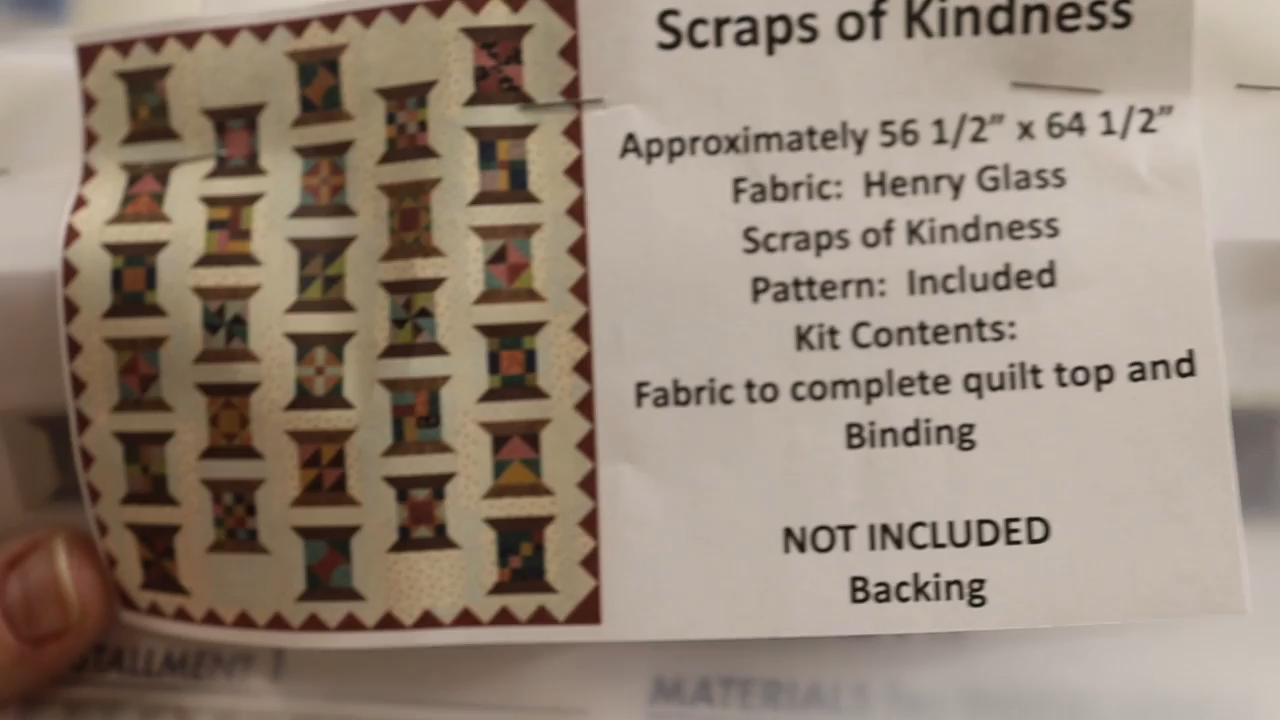 Scraps of Kindness
Approximately 56 1/2” x 64 1/2”
Fabric: Henry Glass
Scraps of Kindness
Pattern: Included
Kit Contents:
Fabric to complete quilt top and
Binding
NOT INCLUDED
Backing
MATERIALS